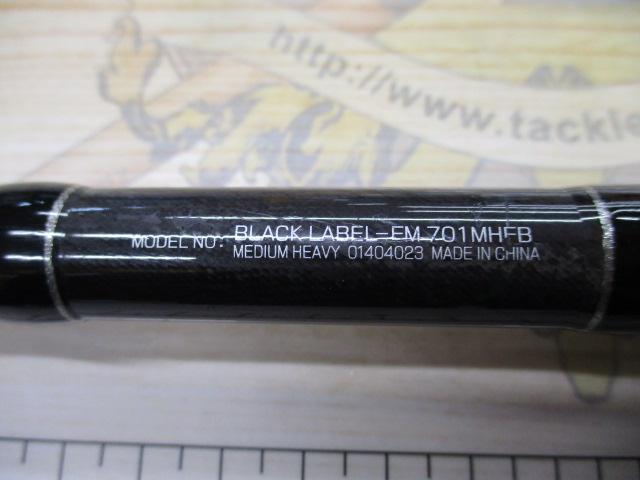 http://www.tackle
MODEL NO: BLACK LABEL-FM 701MHFB
MEDIUM HEAVY 01404023 MADE IN CHINA